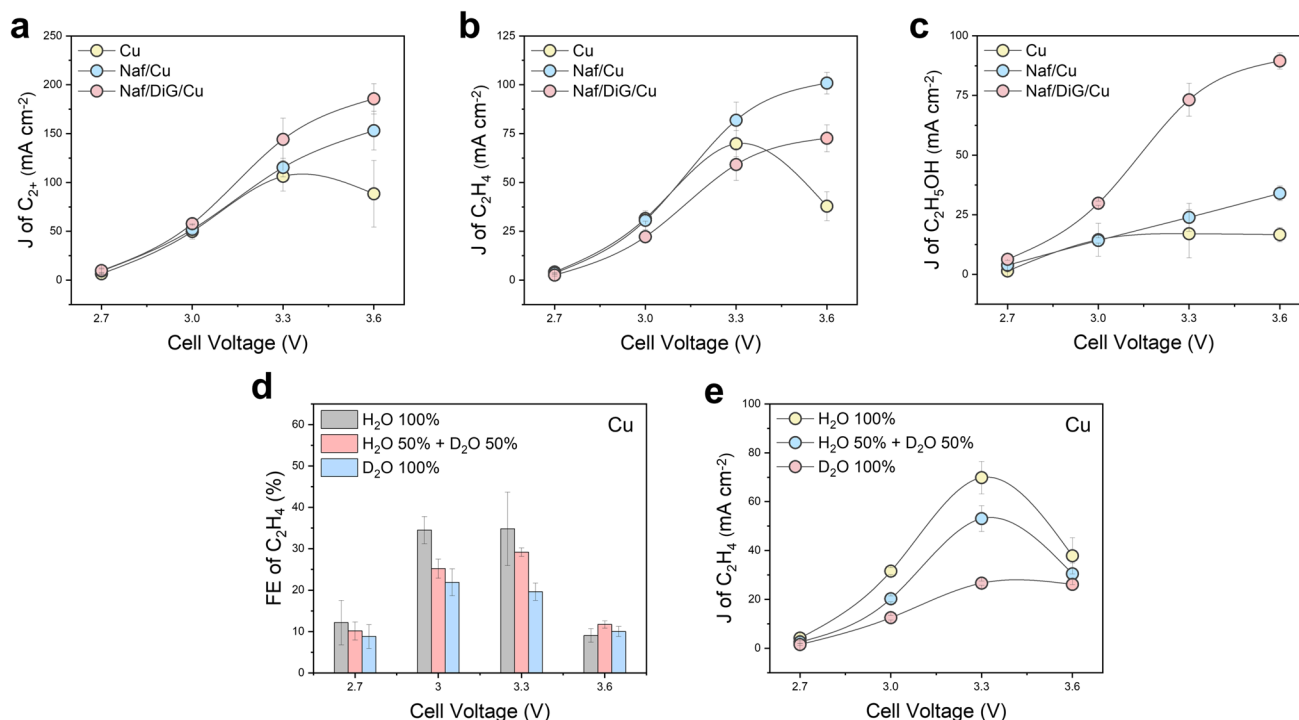 a
Cu
Naf/Cu
Naf/DiG/Cu
J of C₂₊ (mA cm⁻²)
250
200
150
100
50
0
2.7
3.0
3.3
3.6
Cell Voltage (V)
b
Cu
Naf/Cu
Naf/DiG/Cu
J of C₂H₄ (mA cm⁻²)
125
100
75
50
25
0
2.7
3.0
3.3
3.6
Cell Voltage (V)
c
Cu
Naf/Cu
Naf/DiG/Cu
J of C₂H₅OH (mA cm⁻²)
100
75
50
25
0
2.7
3.0
3.3
3.6
Cell Voltage (V)
d
H₂O 100%
H₂O 50% + D₂O 50%
D₂O 100%
Cu
FE of C₂H₄ (%)
60
50
40
30
20
10
0
2.7
3
3.3
3.6
Cell Voltage (V)
e
H₂O 100%
H₂O 50% + D₂O 50%
D₂O 100%
Cu
J of C₂H₄ (mA cm⁻²)
100
80
60
40
20
0
2.7
3.0
3.3
3.6
Cell Voltage (V)